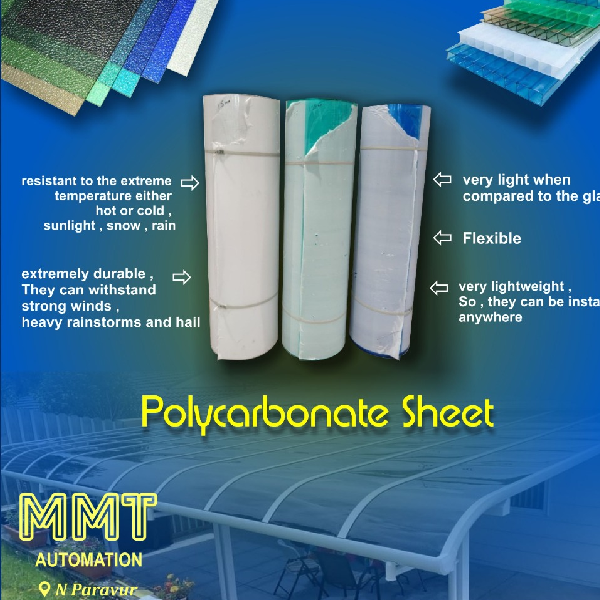 resistant to the extreme
temperature either
hot or cold ,
sunlight , snow , rain
extremely durable ,
They can withstand
strong winds ,
heavy rainstorms and hail
very light when
compared to the gla
Flexible
very lightweight ,
So , they can be insta
anywhere
Polycarbonate Sheet
MMT
AUTOMATION
N Paravur